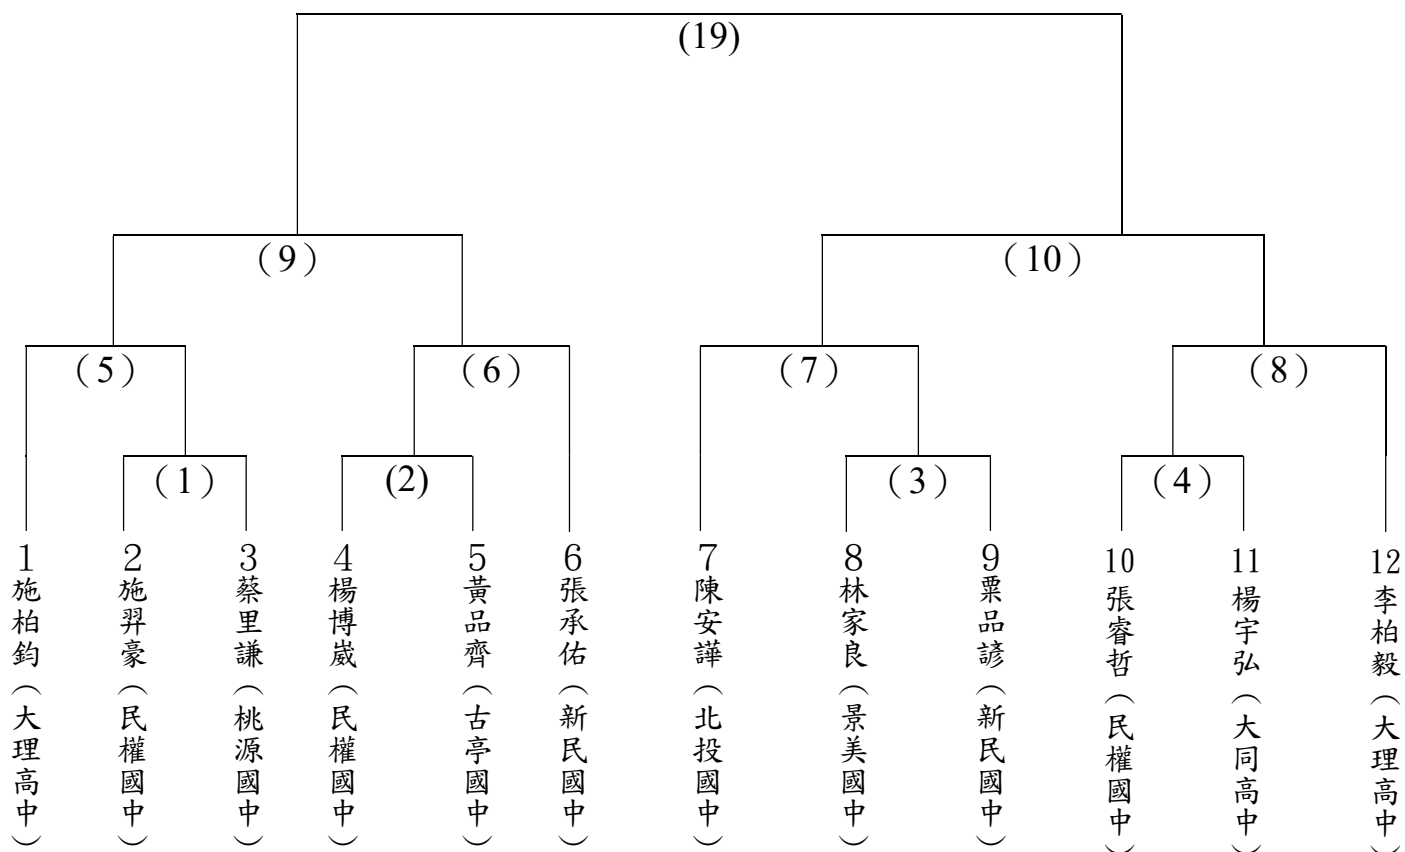 (19)
（9）
（10）
（5）
（6）
（7）
（8）
（1）
(2)
（3）
（4）
1 施柏鈞（大理高中）
2 施羿豪（民權國中）
3 蔡里謙（桃源國中）
4 楊博崴（民權國中）
5 黃品齊（古亭國中）
6 張承佑（新民國中）
7 陳安譁（北投國中）
8 林家良（景美國中）
9 粟品諺（新民國中）
10 張睿哲（民權國中）
11 楊宇弘（大同高中）
12 李柏毅（大理高中）